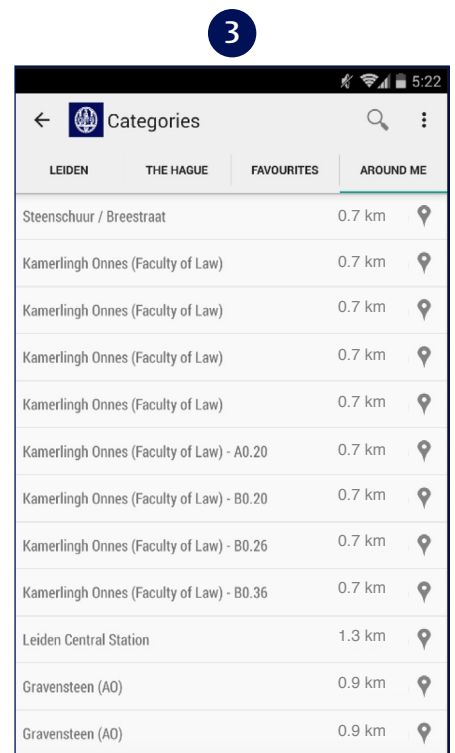 3
5:22
Categories
LEIDEN THE HAGUE FAVOURITES AROUND ME
Steenschuur / Breestraat 0.7 km
Kamerlingh Onnes (Faculty of Law) 0.7 km
Kamerlingh Onnes (Faculty of Law) 0.7 km
Kamerlingh Onnes (Faculty of Law) 0.7 km
Kamerlingh Onnes (Faculty of Law) 0.7 km
Kamerlingh Onnes (Faculty of Law) - A0.20 0.7 km
Kamerlingh Onnes (Faculty of Law) - B0.20 0.7 km
Kamerlingh Onnes (Faculty of Law) - B0.26 0.7 km
Kamerlingh Onnes (Faculty of Law) - B0.36 0.7 km
Leiden Central Station 1.3 km
Gravensteen (AO) 0.9 km
Gravensteen (AO) 0.9 km